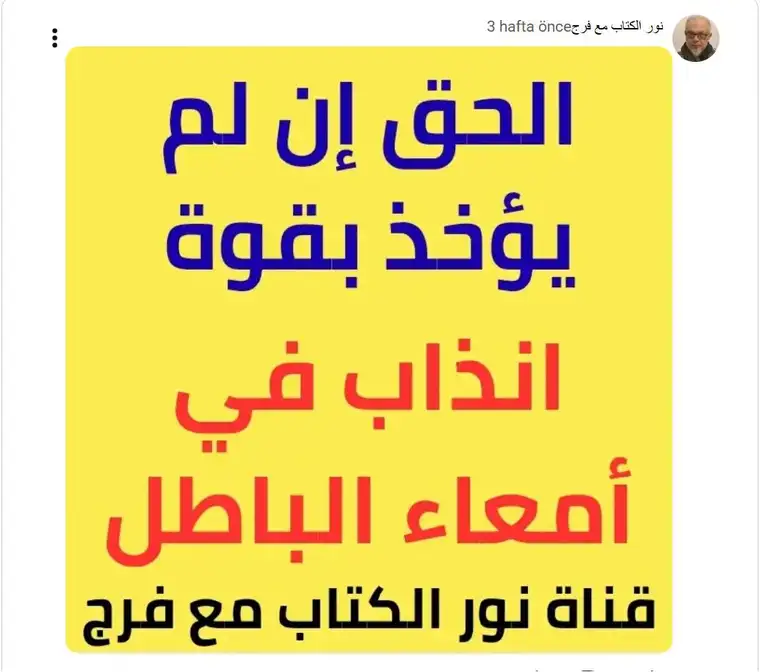 نور الكتاب مع فرج 3 hafta önce
الحق إن لم
يؤخذ بقوة
انذاب في
أمعاء الباطل
قناة نور الكتاب مع فرج